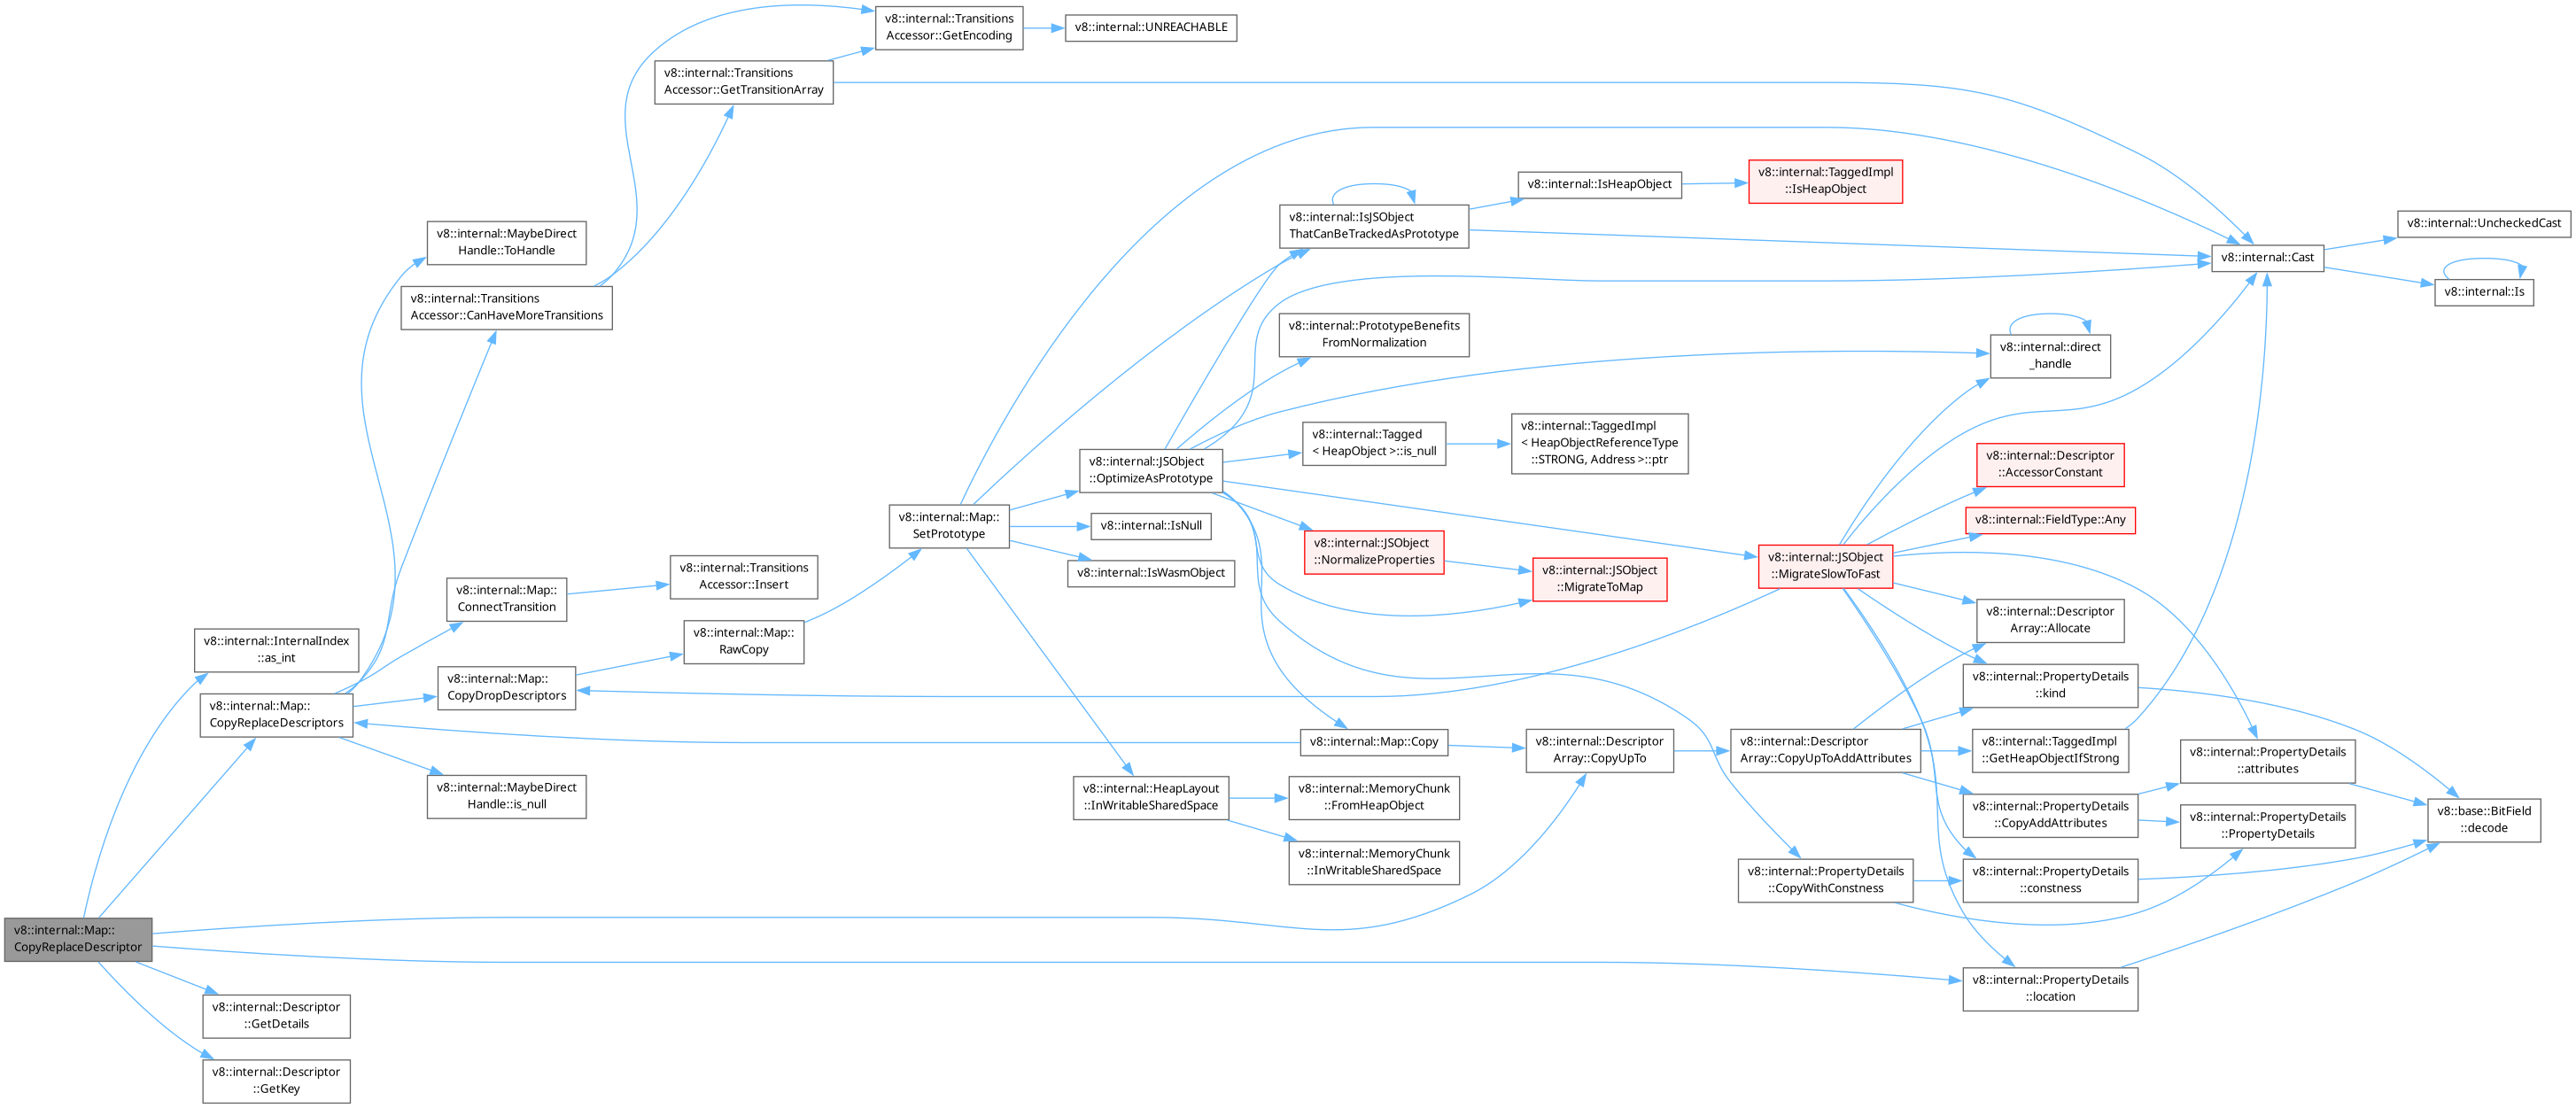 v8::internal::Map::
CopyReplaceDescriptor
v8::internal::InternalIndex
::as_int
v8::internal::Map::
CopyReplaceDescriptors
v8::internal::Descriptor
::GetDetails
v8::internal::Descriptor
::GetKey
v8::internal::MaybeDirect
Handle::ToHandle
v8::internal::Transitions
Accessor::CanHaveMoreTransitions
v8::internal::Map::
ConnectTransition
v8::internal::Map::
CopyDropDescriptors
v8::internal::MaybeDirect
Handle::is_null
v8::internal::Transitions
Accessor::GetTransitionArray
v8::internal::Transitions
Accessor::Insert
v8::internal::Map::
RawCopy
v8::internal::Transitions
Accessor::GetEncoding
v8::internal::UNREACHABLE
v8::internal::Map::
SetPrototype
v8::internal::JSObject
::OptimizeAsPrototype
v8::internal::IsNull
v8::internal::IsWasmObject
v8::internal::HeapLayout
::InWritableSharedSpace
v8::internal::IsJSObject
ThatCanBeTrackedAsPrototype
v8::internal::PrototypeBenefits
FromNormalization
v8::internal::Tagged
< HeapObject >::is_null
v8::internal::JSObject
::NormalizeProperties
v8::internal::Map::Copy
v8::internal::MemoryChunk
::FromHeapObject
v8::internal::MemoryChunk
::InWritableSharedSpace
v8::internal::IsHeapObject
v8::internal::TaggedImpl
< HeapObjectReferenceType
::STRONG, Address >::ptr
v8::internal::JSObject
::MigrateToMap
v8::internal::Descriptor
Array::CopyUpTo
v8::internal::TaggedImpl
::IsHeapObject
v8::internal::JSObject
::MigrateSlowToFast
v8::internal::Descriptor
Array::CopyUpToAddAttributes
v8::internal::PropertyDetails
::CopyWithConstness
v8::internal::direct
_handle
v8::internal::Descriptor
::AccessorConstant
v8::internal::FieldType::Any
v8::internal::Descriptor
Array::Allocate
v8::internal::PropertyDetails
::kind
v8::internal::TaggedImpl
::GetHeapObjectIfStrong
v8::internal::PropertyDetails
::CopyAddAttributes
v8::internal::PropertyDetails
::constness
v8::internal::PropertyDetails
::location
v8::internal::Cast
v8::internal::PropertyDetails
::attributes
v8::internal::PropertyDetails
::PropertyDetails
v8::internal::UncheckedCast
v8::internal::Is
v8::base::BitField
::decode